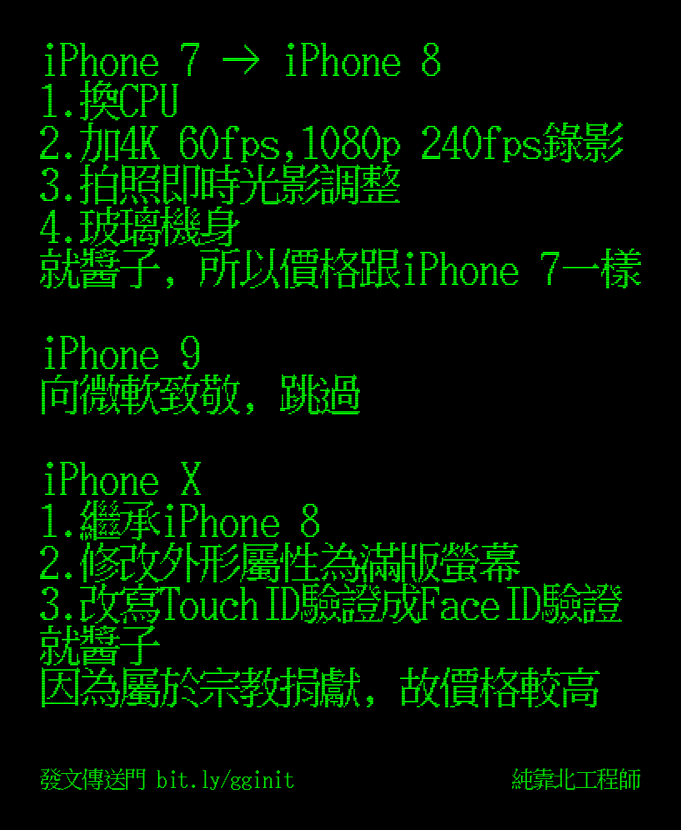 iPhone 7 → iPhone 8
1.換CPU
2.加4K 60fps,1080p 240fps錄影
3.拍照即時光影調整
4.玻璃機身
就醬子, 所以價格跟iPhone 7一樣
iPhone 9
向微軟致敬, 跳過
iPhone X
1.繼承iPhone 8
2.修改外形屬性為滿版螢幕
3.改寫Touch ID驗證成Face ID驗證
就醬子
因為屬於宗教捐獻, 故價格較高
發文傳送門 bit.ly/gginit
純靠北工程師